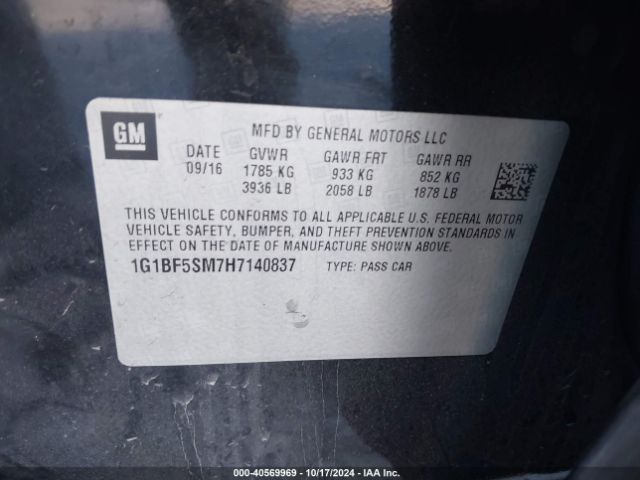 GM
MFD BY GENERAL MOTORS LLC
DATE GVWR GAWR FRT GAWR RR
09/16 1785 KG 933 KG 852 KG
3936 LB 2058 LB 1878 LB
THIS VEHICLE CONFORMS TO ALL APPLICABLE U.S. FEDERAL MOTOR
VEHICLE SAFETY, BUMPER, AND THEFT PREVENTION STANDARDS IN
EFFECT ON THE DATE OF MANUFACTURE SHOWN ABOVE.
1G1BF5SM7H7140837 TYPE: PASS CAR
000-40569969 | 10/17/2024 | IAA Inc.